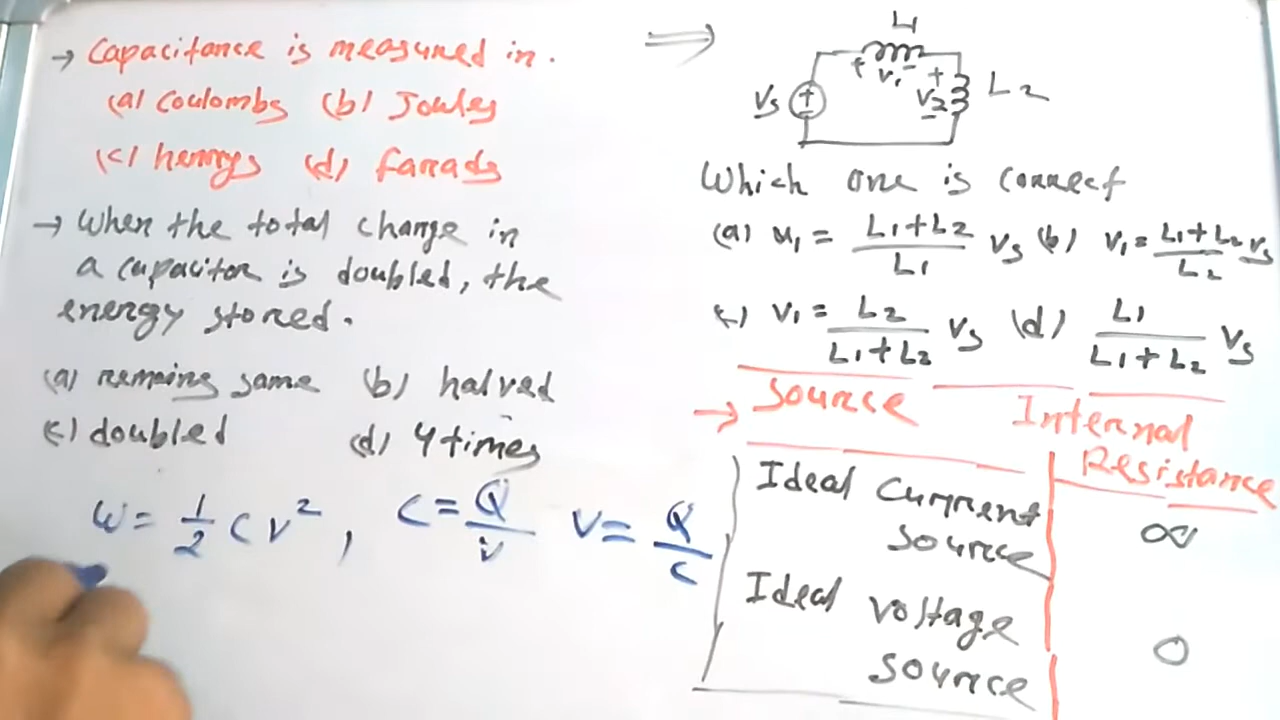 → Capacitance is measured in.
(a) Coulombs (b) Joules
(c) henrys (d) farads
→ When the total charge in
a capacitor is doubled, the
energy stored.
(a) remains same (b) halved
(c) doubled (d) 4 times
W = 1/2 C V², C = Q/V V = Q/C
⇒
L1
+ V1 −
Vs + − + V2 − L2
Which one is correct
(a) v1 = L1+L2/L1 Vs (b) v1 = L1+L2/L2 Vs
(c) v1 = L2/L1+L2 Vs (d) L1/L1+L2 Vs
→ Source Internal Resistance
Ideal Current Source ∞
Ideal Voltage Source 0